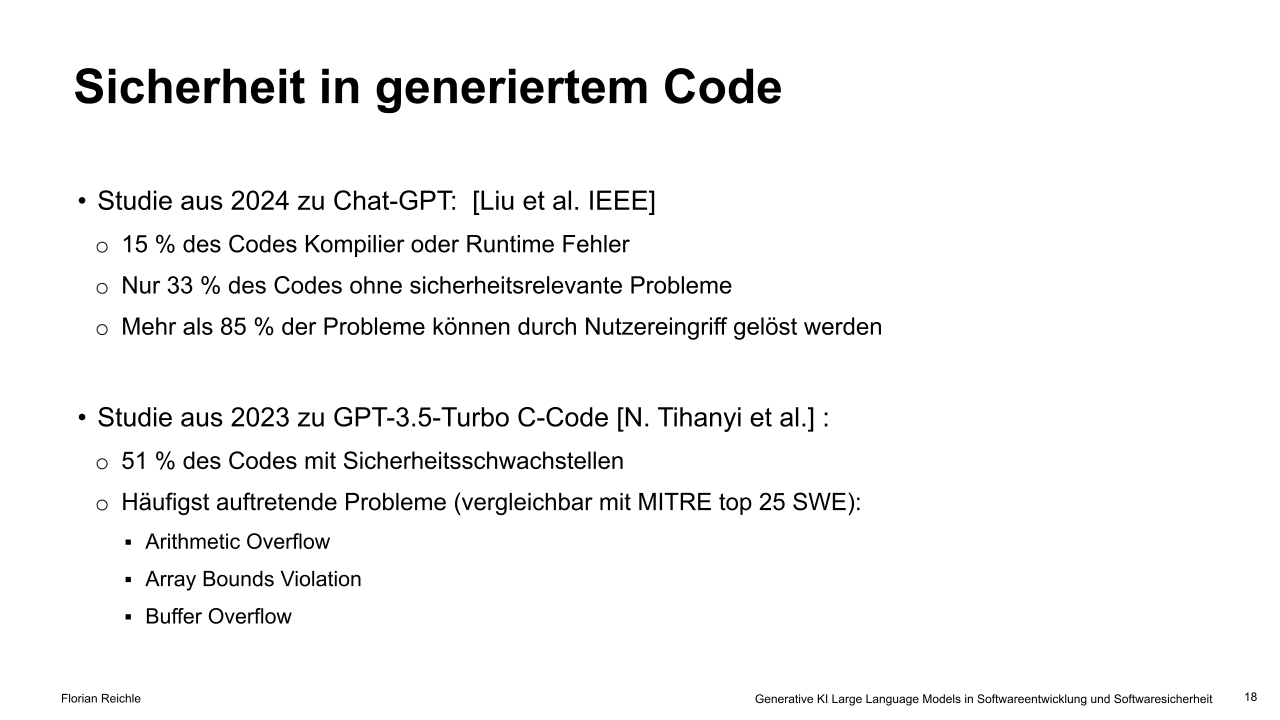 Sicherheit in generiertem Code
• Studie aus 2024 zu Chat-GPT:  [Liu et al. IEEE]
o 15 % des Codes Kompilier oder Runtime Fehler
o Nur 33 % des Codes ohne sicherheitsrelevante Probleme
o Mehr als 85 % der Probleme können durch Nutzereingriff gelöst werden
• Studie aus 2023 zu GPT-3.5-Turbo C-Code [N. Tihanyi et al.] :
o 51 % des Codes mit Sicherheitsschwachstellen
o Häufigst auftretende Probleme (vergleichbar mit MITRE top 25 SWE):
▪ Arithmetic Overflow
▪ Array Bounds Violation
▪ Buffer Overflow
Florian Reichle
Generative KI Large Language Models in Softwareentwicklung und Softwaresicherheit
18